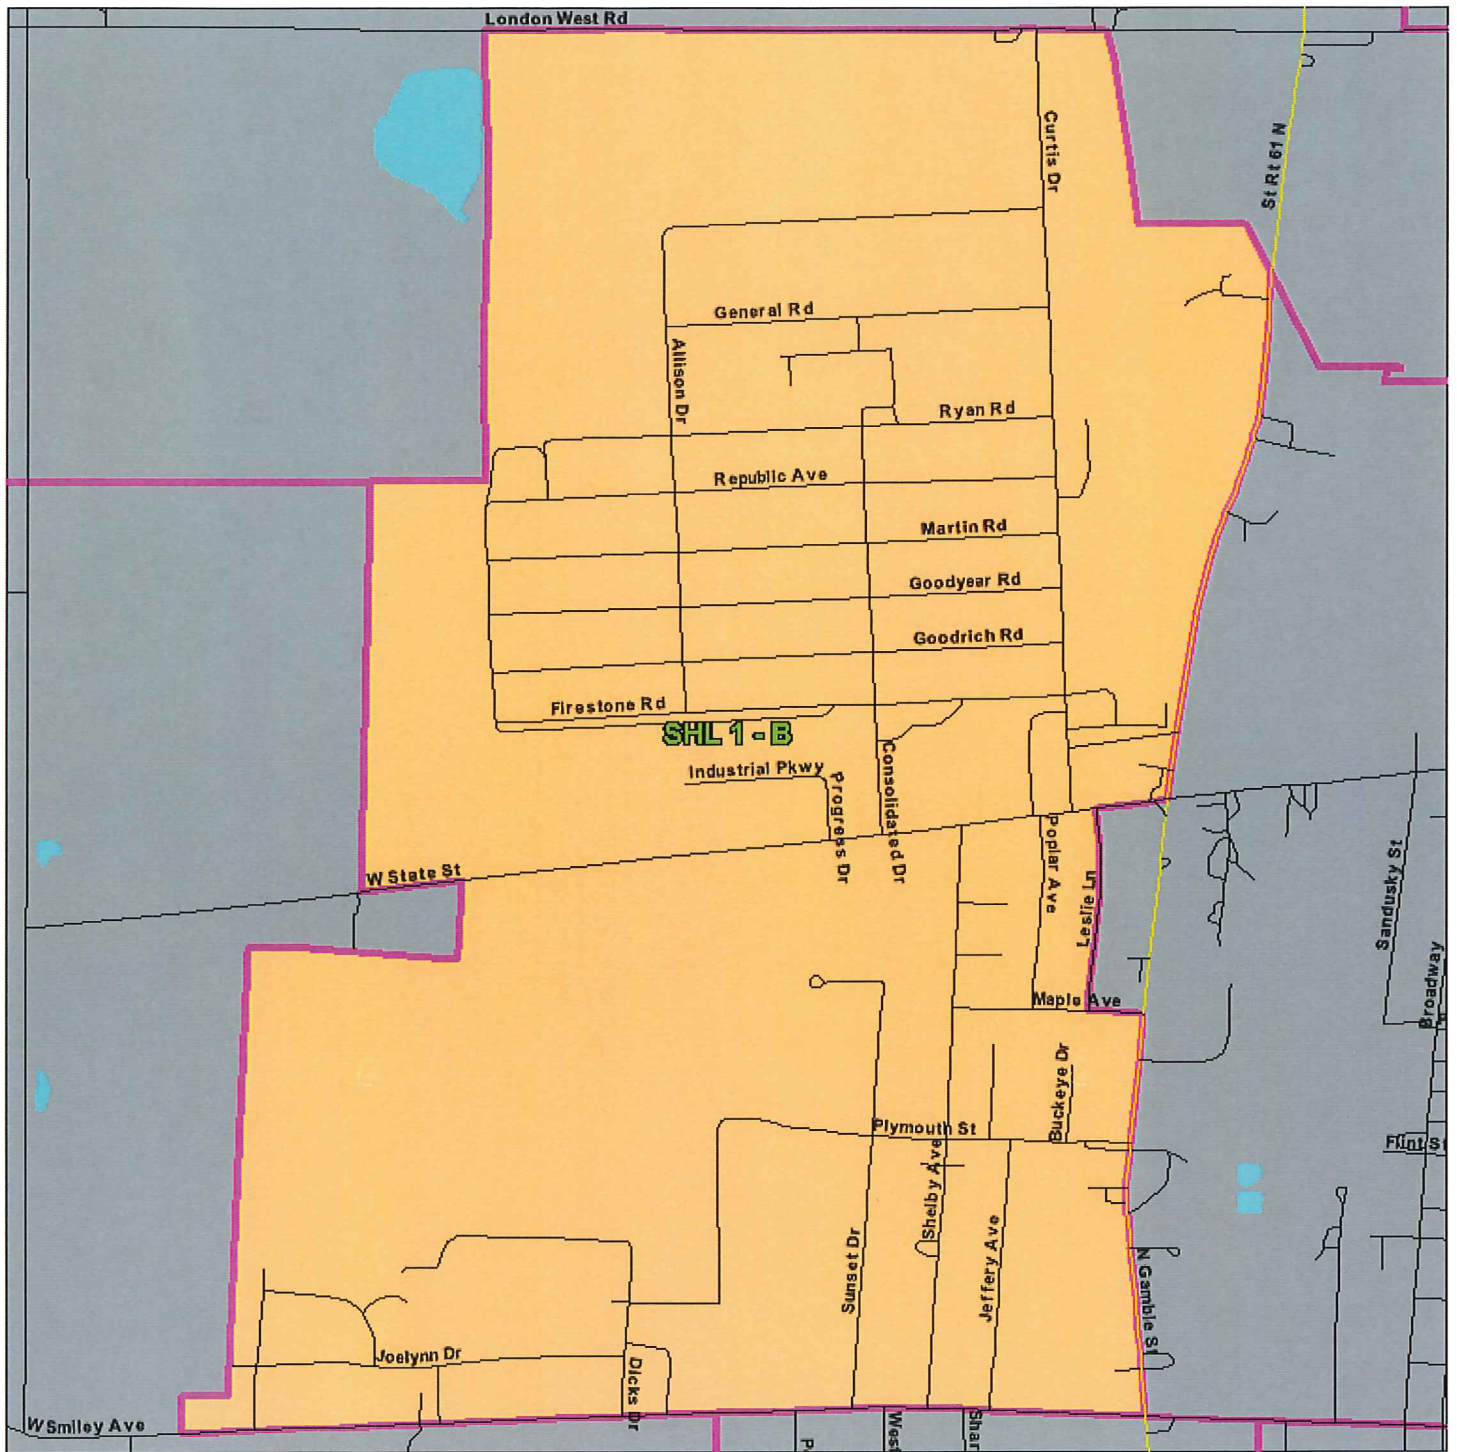 London West Rd
Curtis Dr
St Rt 61 N
General Rd
Allison Dr
Ryan Rd
Republic Ave
Martin Rd
Goodyear Rd
Goodrich Rd
Firestone Rd
SHL 1 - B
Industrial Pkwy
Progress Dr
Consolidated Dr
Poplar Ave
W State St
Leslie Ln
Sandusky St
Broadway
Maple Ave
Buckeye Dr
Plymouth St
Flint St
Shelby Ave
Sunset Dr
Jeffery Ave
N Gamble St
Joelynn Dr
Dicks Dr
W Smiley Ave
P
West
Shar